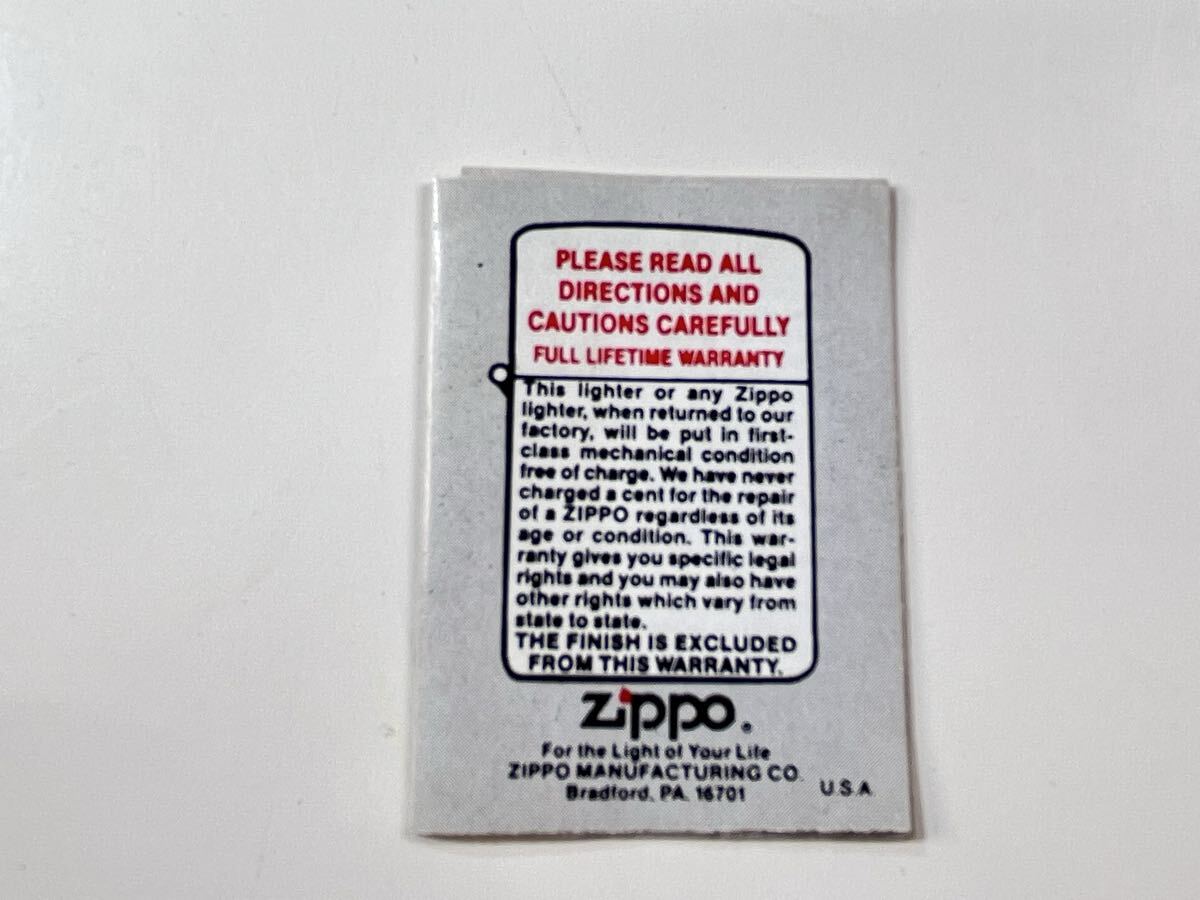 PLEASE READ ALL
DIRECTIONS AND
CAUTIONS CAREFULLY
FULL LIFETIME WARRANTY
This lighter or any Zippo
lighter, when returned to our
factory, will be put in first-
class mechanical condition
free of charge. We have never
charged a cent for the repair
of a ZIPPO regardless of its
age or condition. This war-
ranty gives you specific legal
rights and you may also have
other rights which vary from
state to state.
THE FINISH IS EXCLUDED
FROM THIS WARRANTY.
Zippo®
For the Light of Your Life
ZIPPO MANUFACTURING CO.
Bradford, PA. 16701
U.S.A.